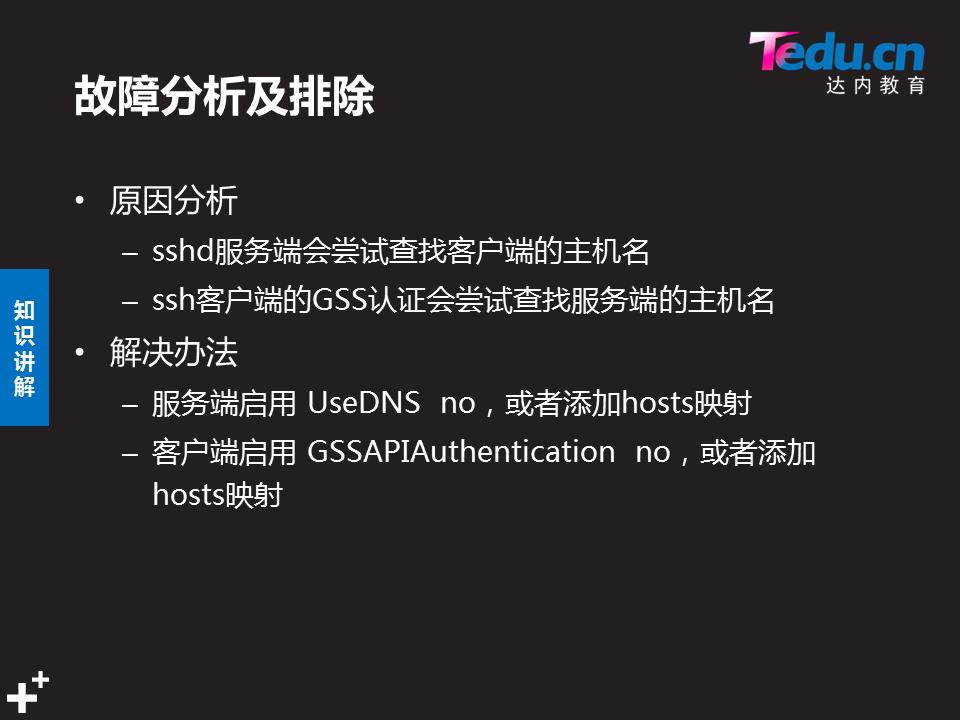 Tedu.cn
达内教育
故障分析及排除
• 原因分析
– sshd服务端会尝试查找客户端的主机名
– ssh客户端的GSS认证会尝试查找服务端的主机名
知识讲解
• 解决办法
– 服务端启用 UseDNS no，或者添加hosts映射
– 客户端启用 GSSAPIAuthentication no，或者添加
hosts映射